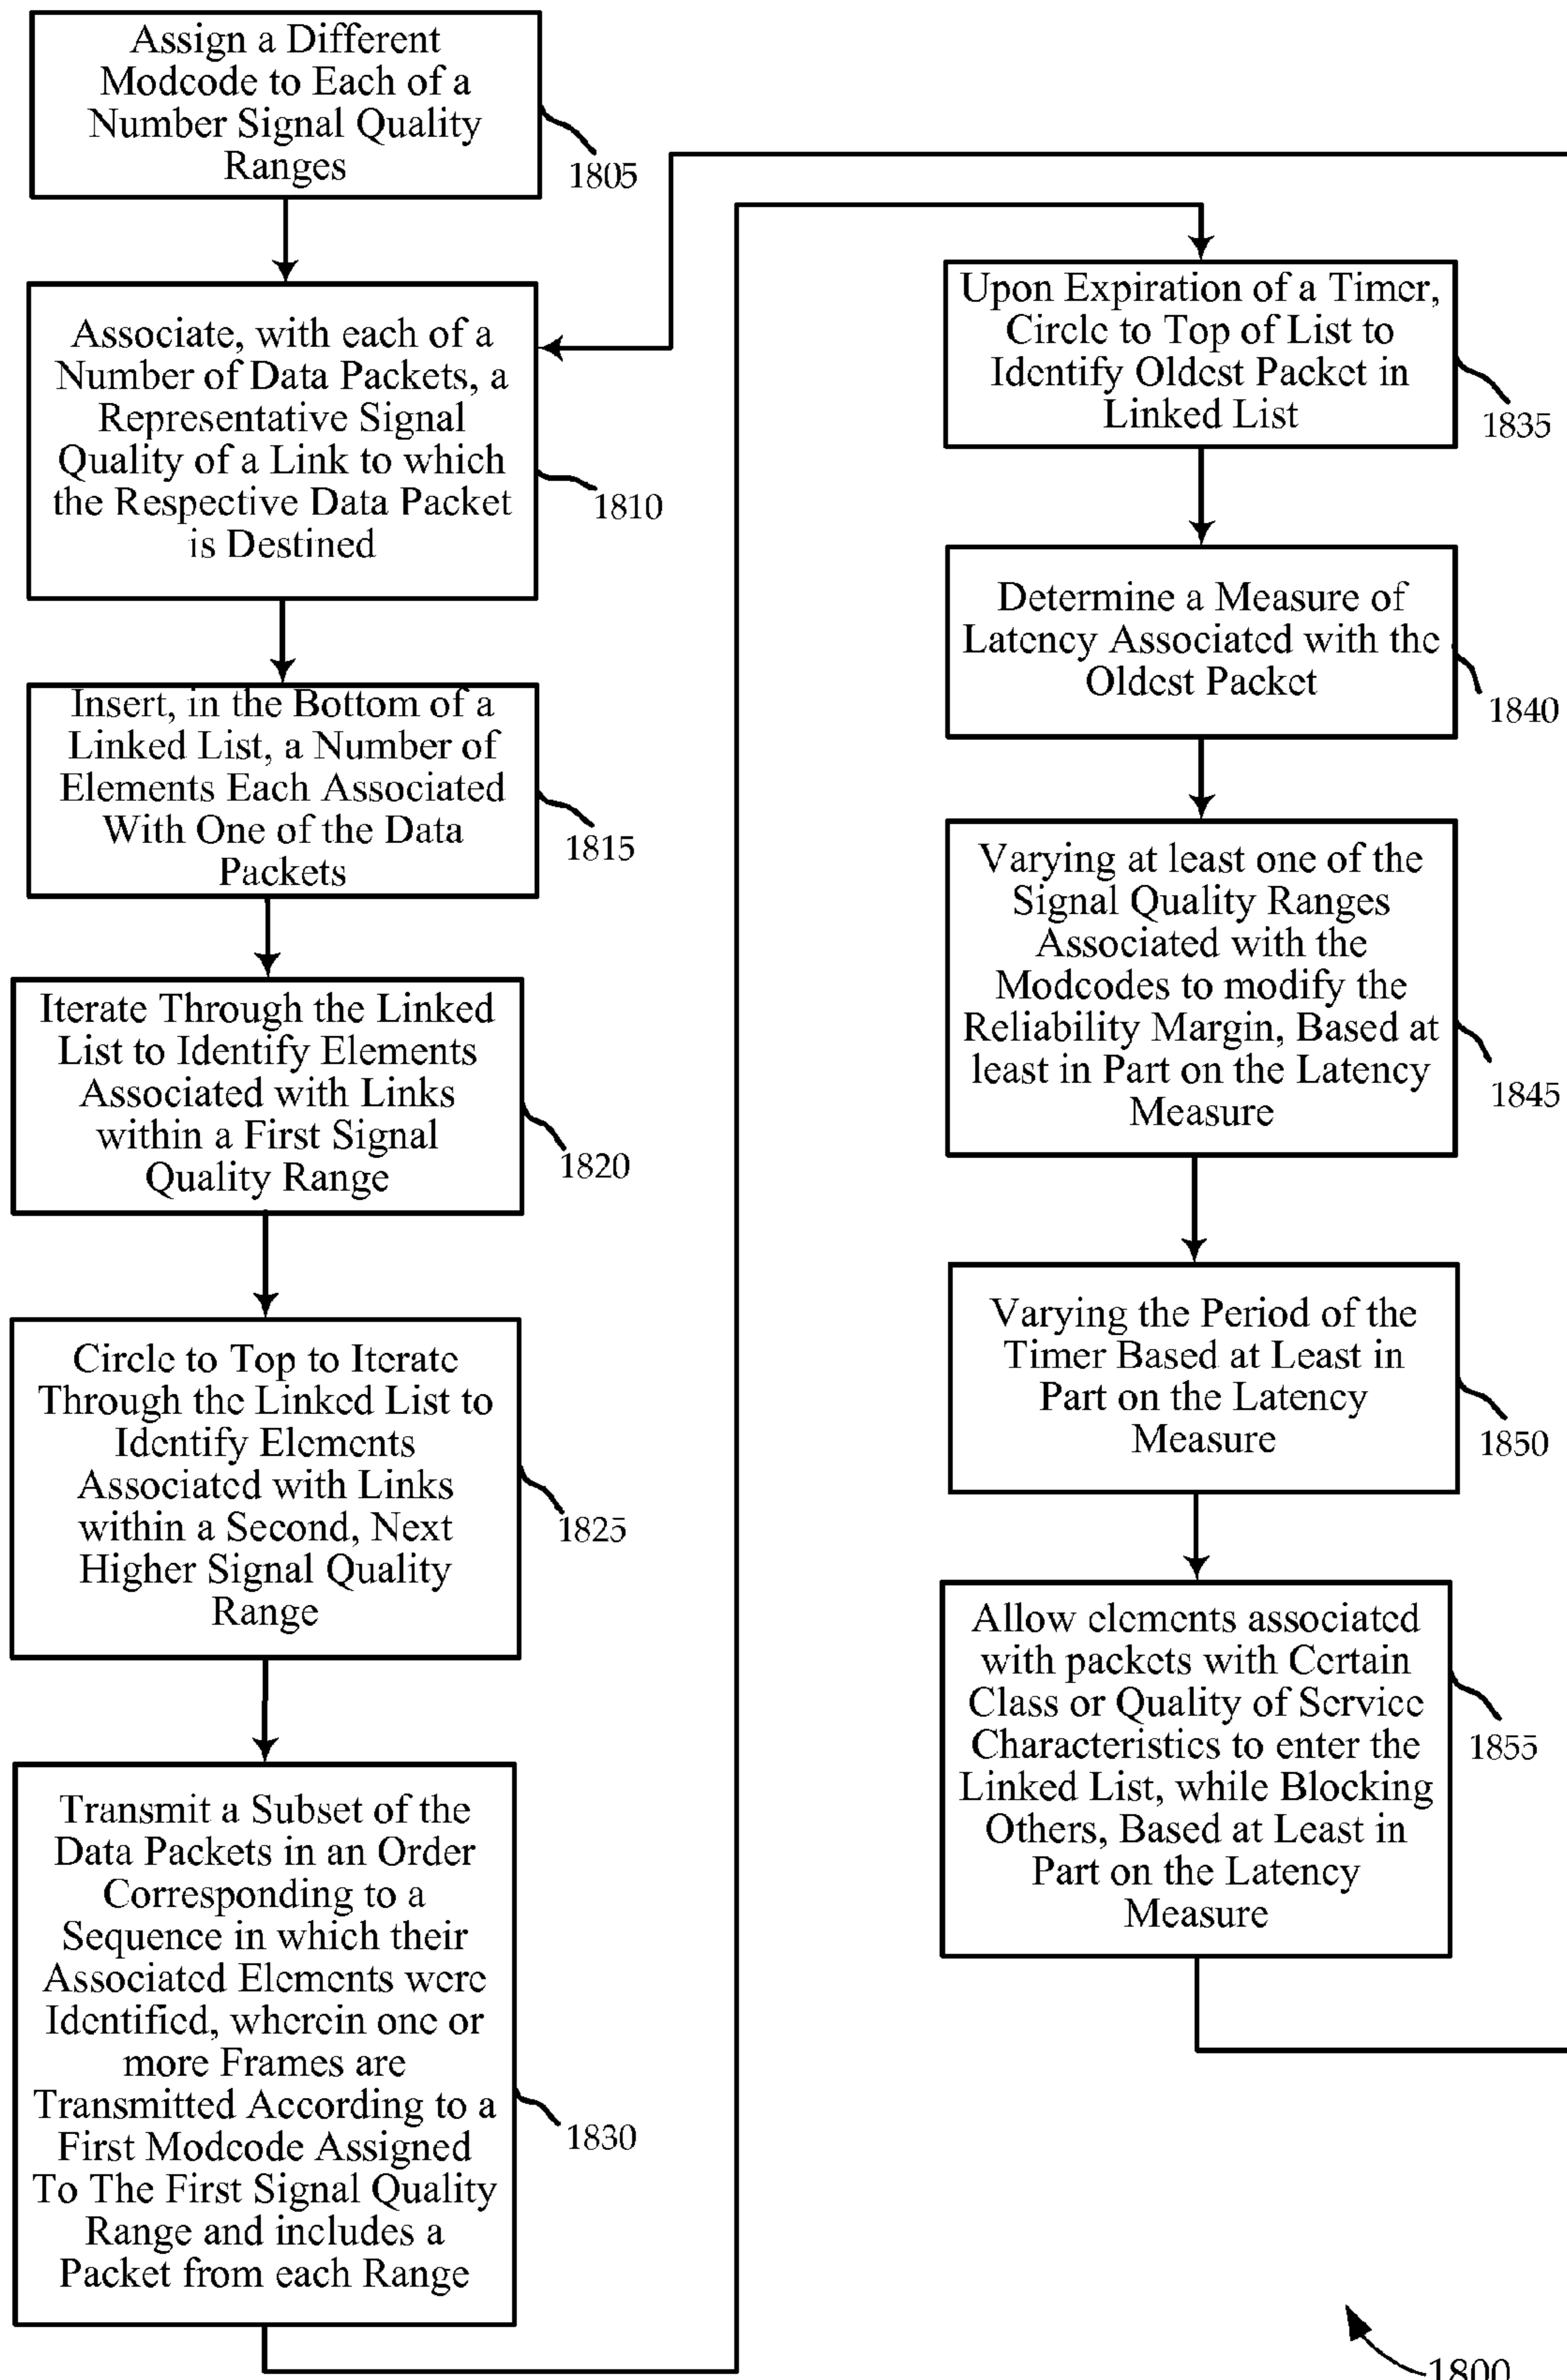 Assign a Different
Modcode to Each of a
Number Signal Quality
Ranges
1805
Associate, with each of a
Number of Data Packets, a
Representative Signal
Quality of a Link to which
the Respective Data Packet
is Destined
1810
Insert, in the Bottom of a
Linked List, a Number of
Elements Each Associated
With One of the Data
Packets
1815
Iterate Through the Linked
List to Identify Elements
Associated with Links
within a First Signal
Quality Range
1820
Circle to Top to Iterate
Through the Linked List to
Identify Elements
Associated with Links
within a Second, Next
Higher Signal Quality
Range
1825
Transmit a Subset of the
Data Packets in an Order
Corresponding to a
Sequence in which their
Associated Elements were
Identified, wherein one or
more Frames are
Transmitted According to a
First Modcode Assigned
To The First Signal Quality
Range and includes a
Packet from each Range
1830
Upon Expiration of a Timer,
Circle to Top of List to
Identify Oldest Packet in
Linked List
1835
Determine a Measure of
Latency Associated with the
Oldest Packet
1840
Varying at least one of the
Signal Quality Ranges
Associated with the
Modcodes to modify the
Reliability Margin, Based at
least in Part on the Latency
Measure
1845
Varying the Period of the
Timer Based at Least in
Part on the Latency
Measure
1850
Allow elements associated
with packets with Certain
Class or Quality of Service
Characteristics to enter the
Linked List, while Blocking
Others, Based at Least in
Part on the Latency
Measure
1855
1800